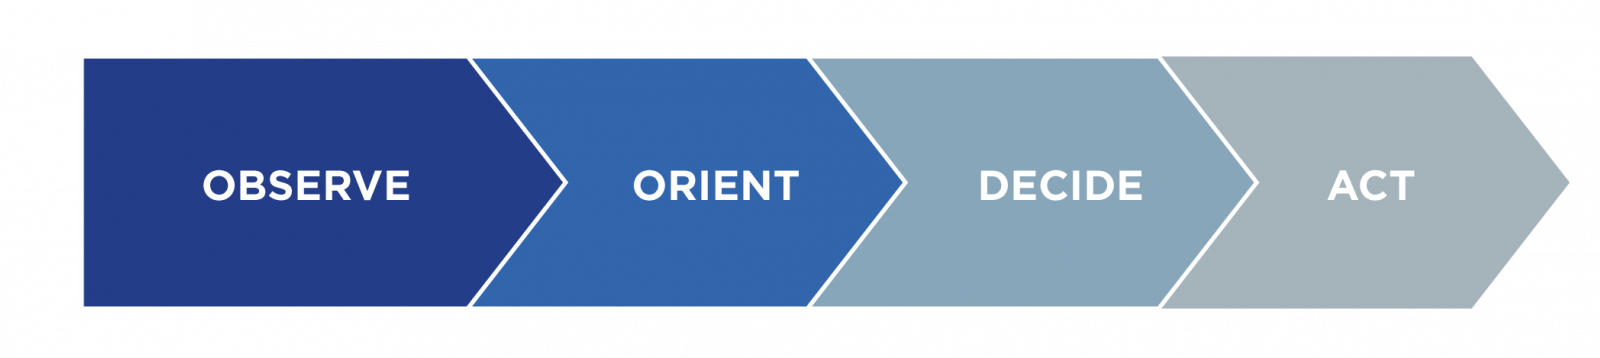 OBSERVE ORIENT DECIDE ACT